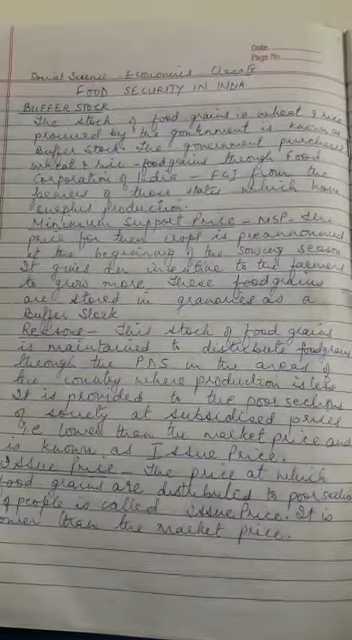 Date
Page No
Social Science - Economics Class IX
FOOD SECURITY IN INDIA
BUFFER STOCK
The stock of food grains ie wheat & rice
procured by the government is known as
Buffer Stock. The government purchases
wheat & rice - foodgrains through Food
Corporation of India - FCI from the
farmers of those states which have
surplus production.
Minimum Support Price - MSP - The
price for their crops is preannounced
at the beginning of the sowing season
It gives an incentive to the farmers
to grow more. These foodgrains
are stored in granaries as a
Buffer Stock
Reasons - This stock of food grains
is maintained to distribute foodgrains
through the PDS in the areas of
the country where production is less
It is provided to the poor sections
of society at subsidised prices
i.e lower than the market price and
is known as Issue Price.
Issue Price - The price at which
food grains are distributed to poor section
of people is called Issue Price. It is
lower than the market price.